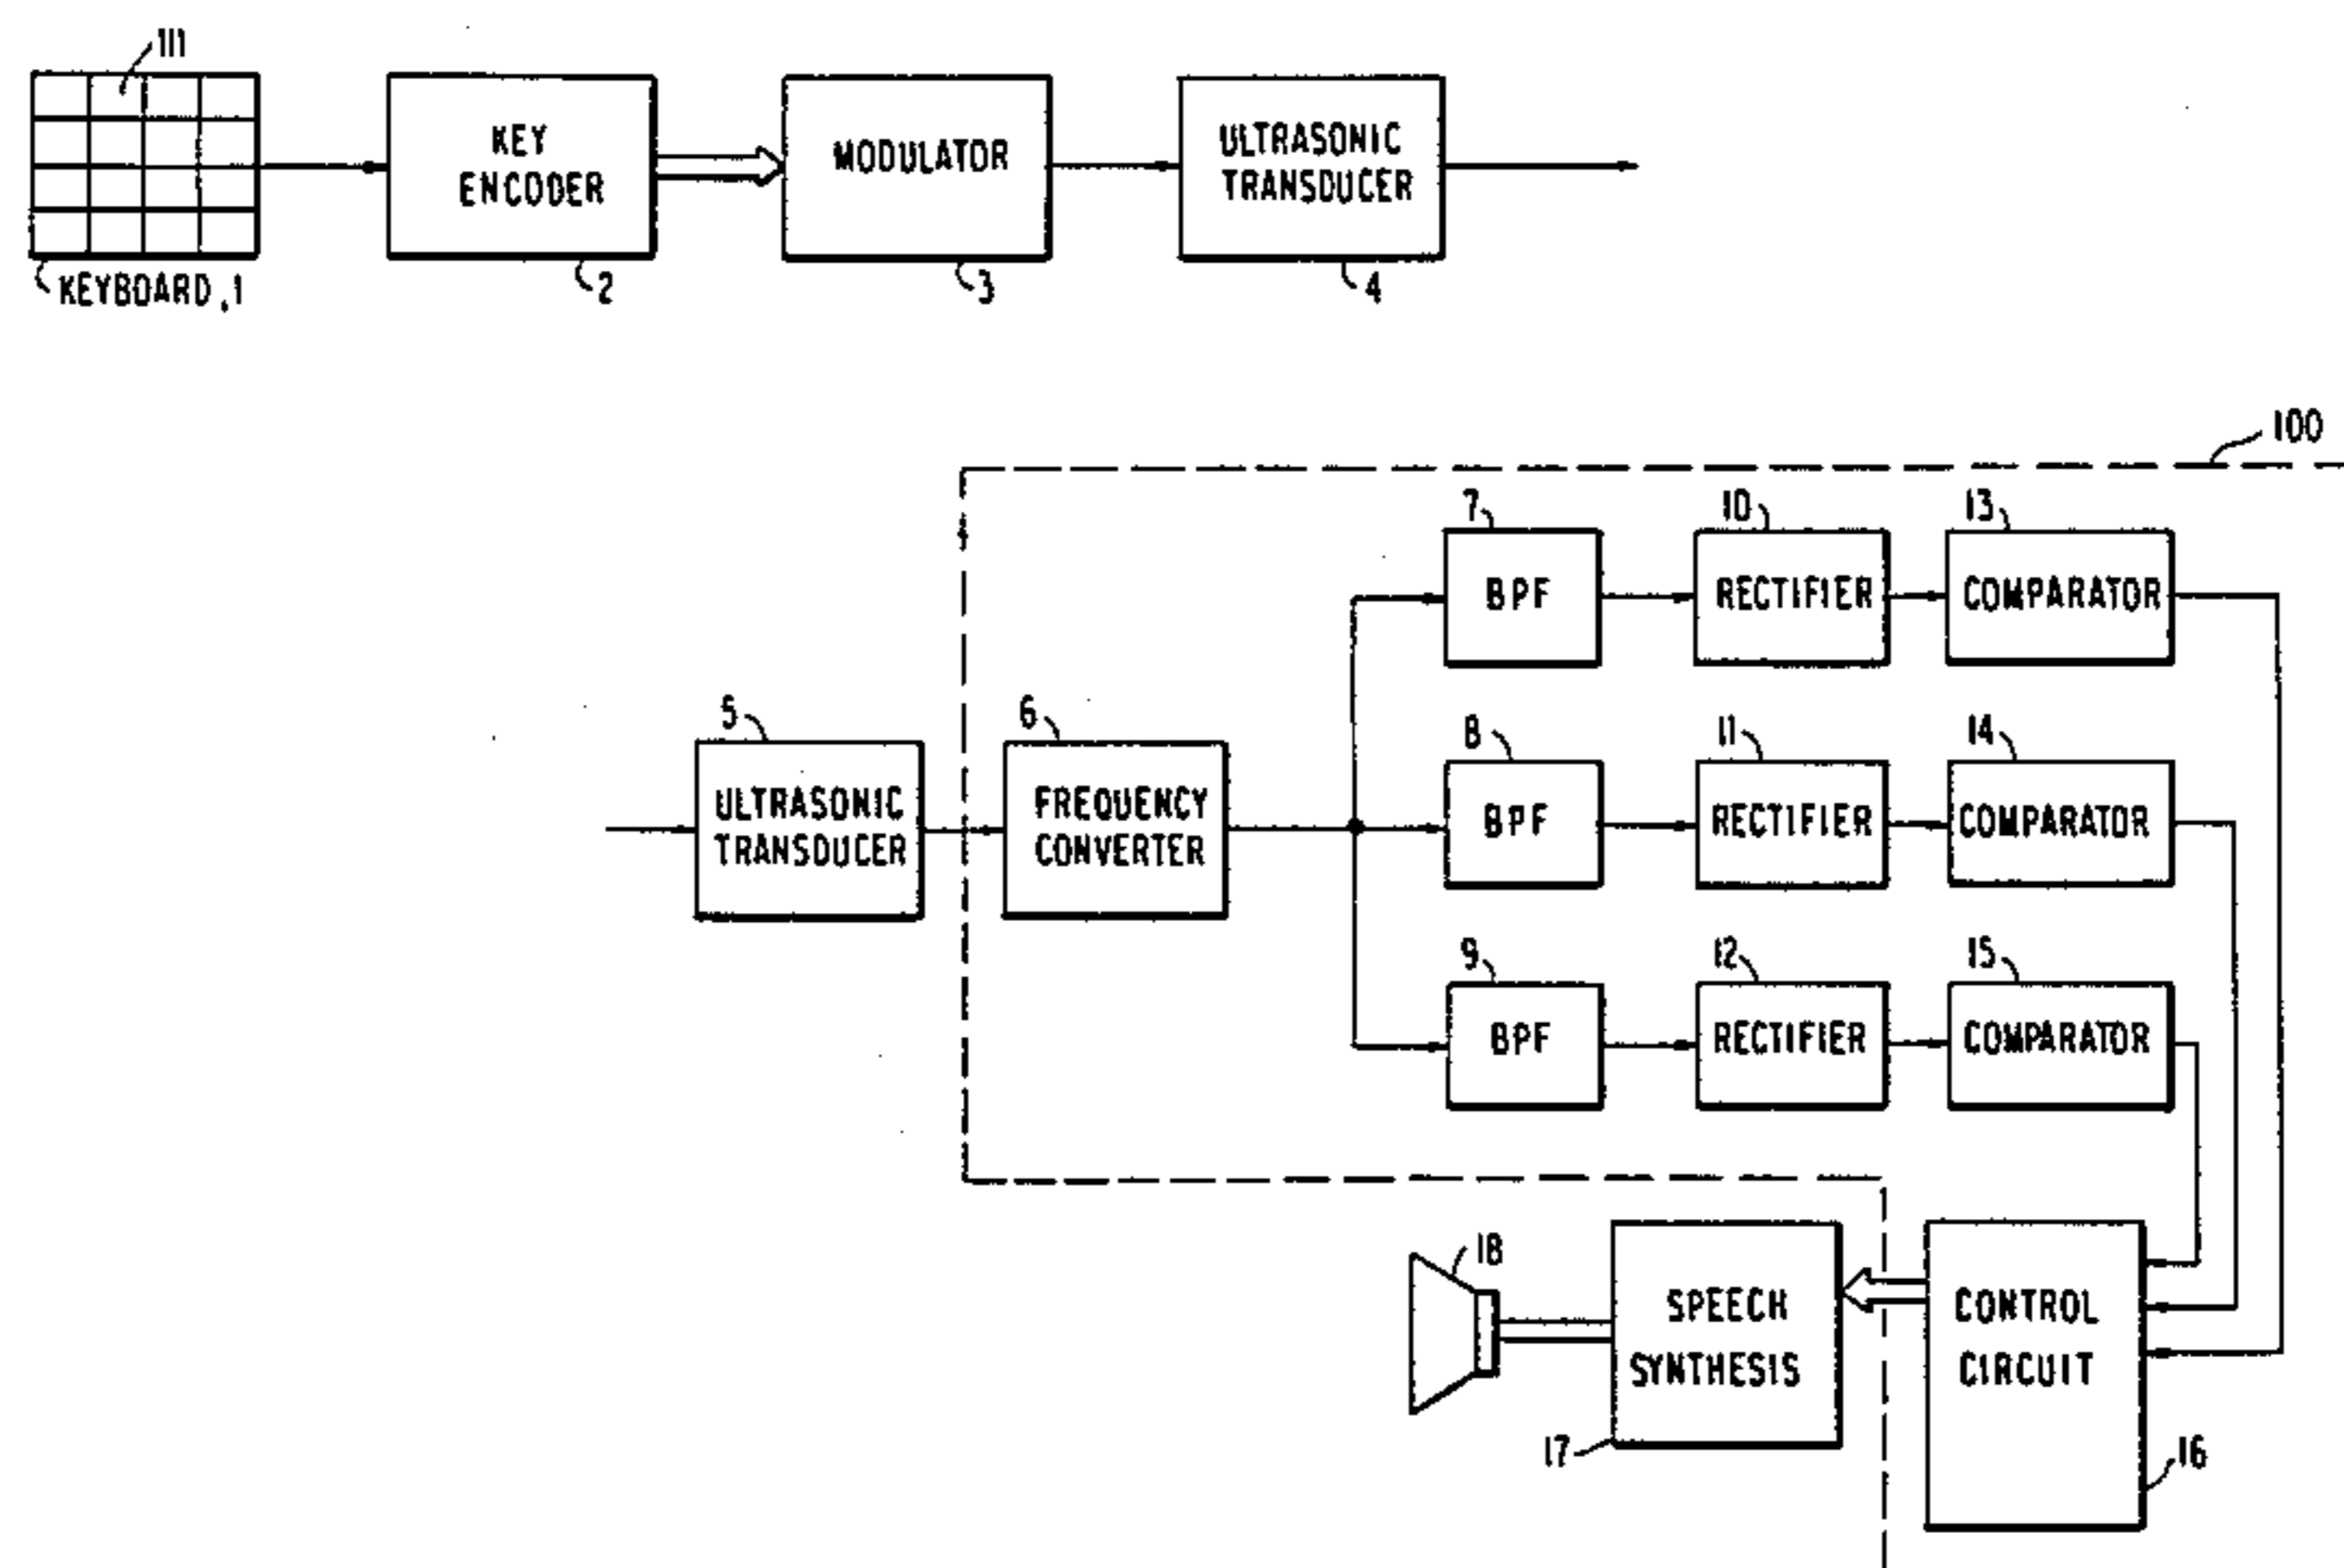 111
KEY
ENCODER
MODULATOR
ULTRASONIC
TRANSDUCER
KEYBOARD,1
2
3
4
100
7
10
13
BPF
RECTIFIER
COMPARATOR
5
6
8
11
14
ULTRASONIC
TRANSDUCER
FREQUENCY
CONVERTER
BPF
RECTIFIER
COMPARATOR
9
12
15
BPF
RECTIFIER
COMPARATOR
18
SPEECH
SYNTHESIS
CONTROL
CIRCUIT
17
16